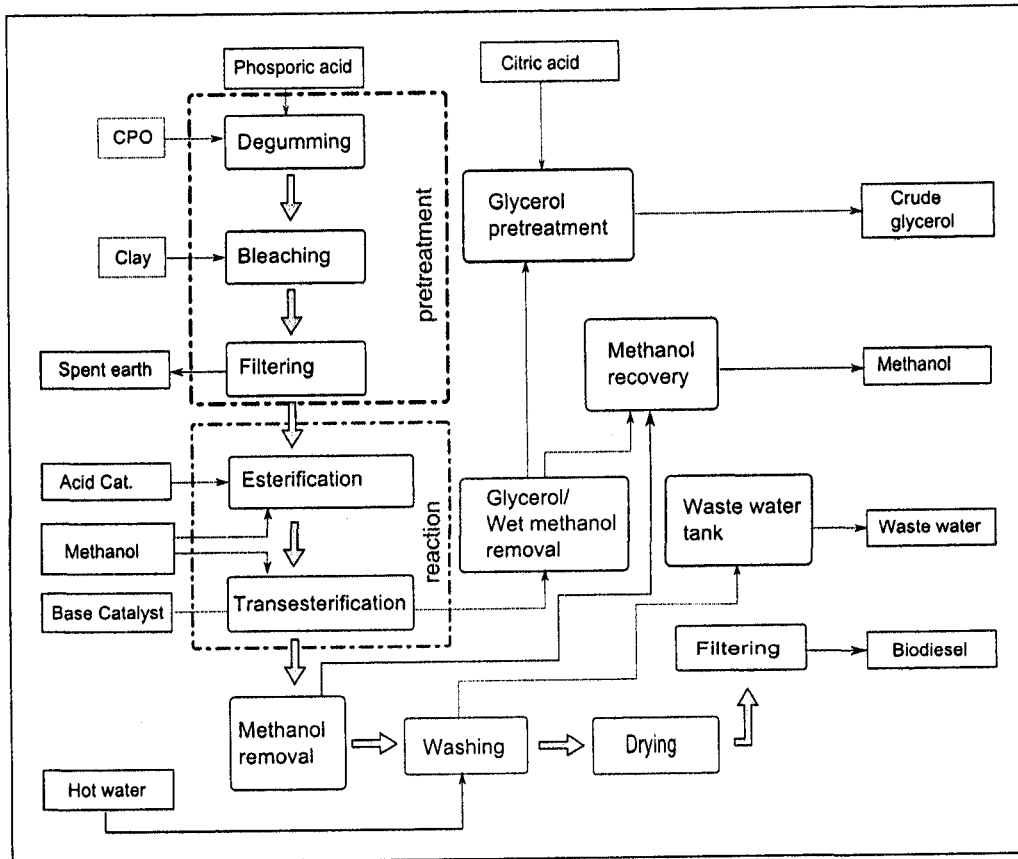 Phosporic acid
Citric acid
CPO
Degumming
Glycerol
pretreatment
Crude
glycerol
pretreatment
Clay
Bleaching
Methanol
recovery
Methanol
Spent earth
Filtering
Acid Cat.
Esterification
Glycerol/
Wet methanol
removal
Waste water
tank
Waste water
reaction
Methanol
Base Catalyst
Transesterification
Filtering
Biodiesel
Methanol
removal
Washing
Drying
Hot water